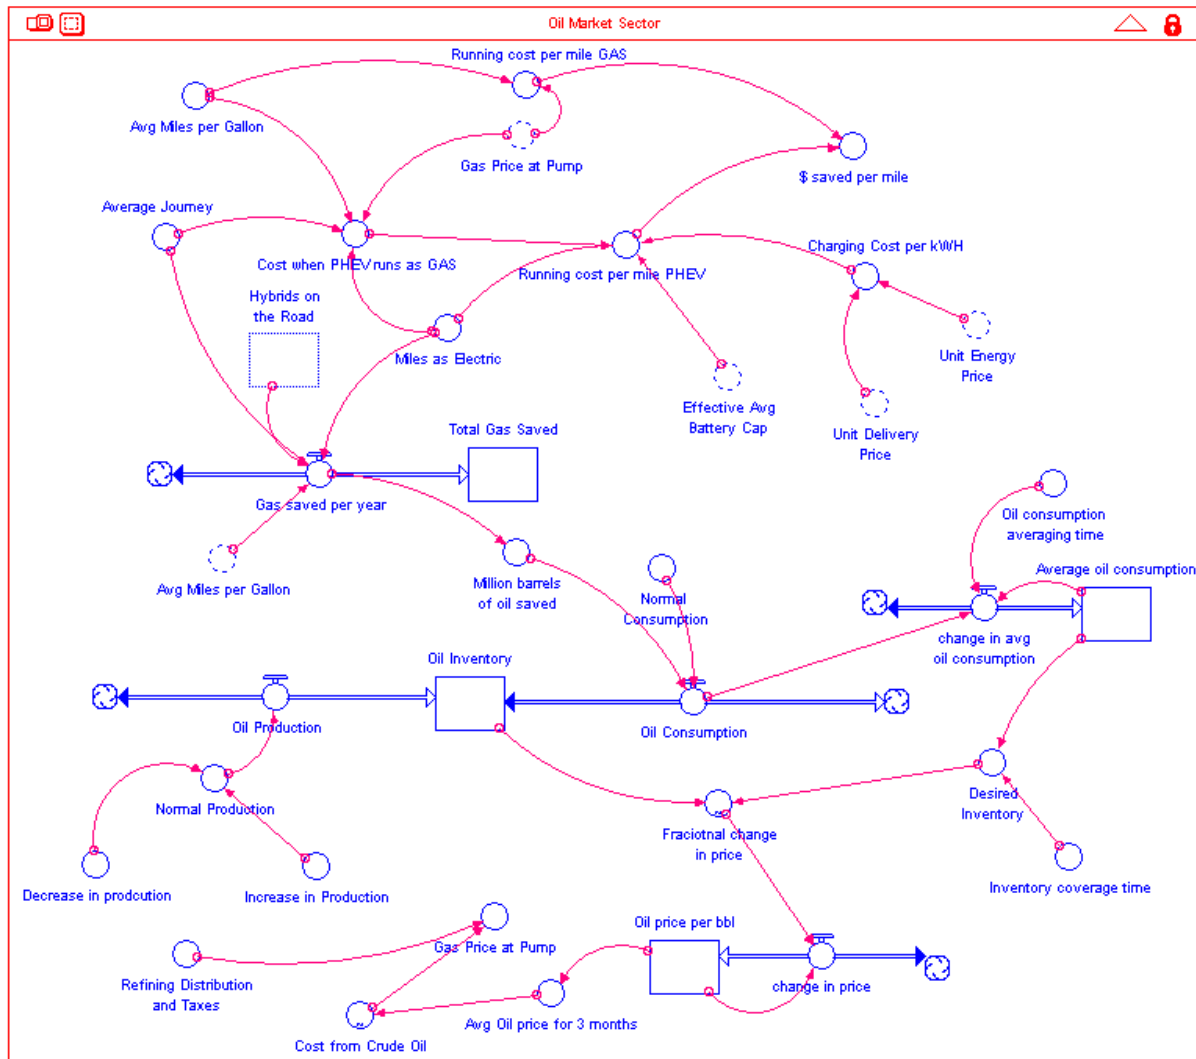 Oil Market Sector
Running cost per mile GAS
Avg Miles per Gallon
Gas Price at Pump
$ saved per mile
Average Journey
Cost when PHEV runs as GAS
Running cost per mile PHEV
Charging Cost per kWH
Hybrids on
the Road
Miles as Electric
Unit Energy
Price
Effective Avg
Battery Cap
Unit Delivery
Price
Total Gas Saved
Gas saved per year
Oil consumption
averaging time
Avg Miles per Gallon
Million barrels
of oil saved
Normal
Consumption
Average oil consumption
change in avg
oil consumption
Oil Inventory
Oil Production
Oil Consumption
Normal Production
Desired
Inventory
Fraciotnal change
in price
Decrease in prodcution
Increase in Production
Inventory coverage time
Oil price per bbl
Gas Price at Pump
Refining Distribution
and Taxes
change in price
Avg Oil price for 3 months
Cost from Crude Oil